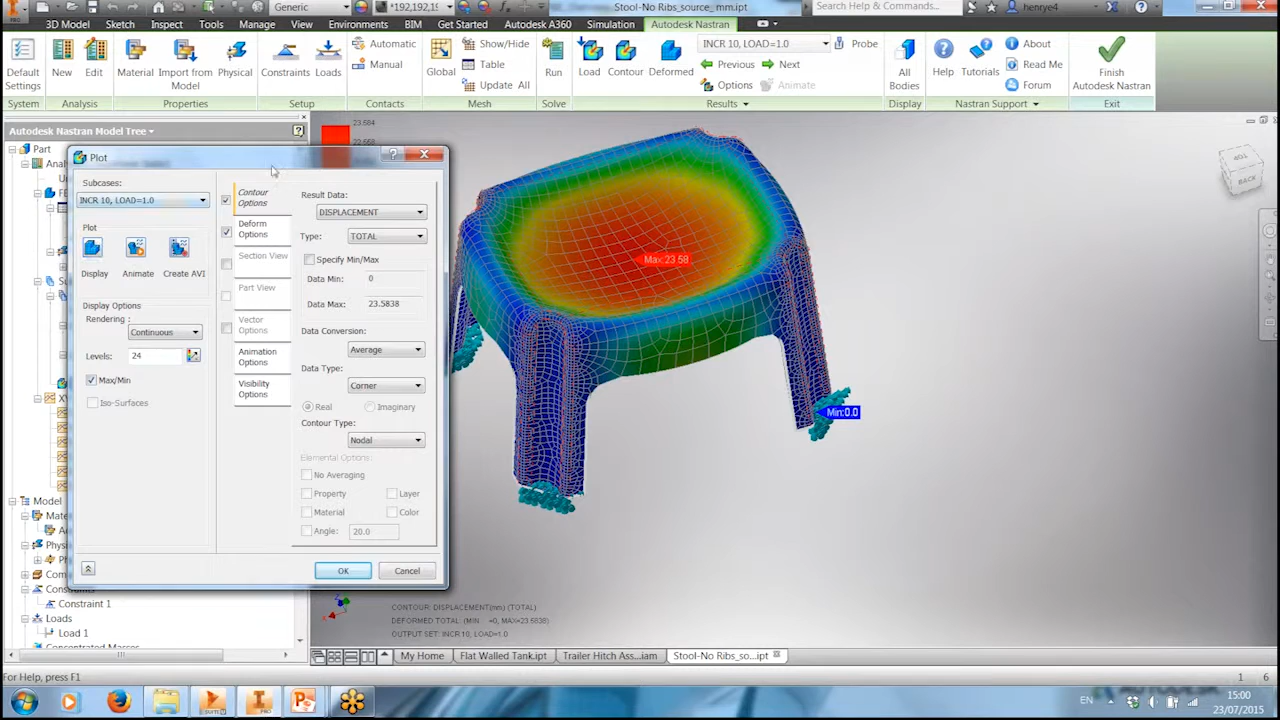 Generic
*192,192,19
Stool-No Ribs_source_ mm.ipt
Search Help & Commands...
henrye4
3D Model
Sketch
Inspect
Tools
Manage
View
Environments
BIM
Get Started
Autodesk A360
Simulation
Autodesk Nastran
Default Settings
New
Edit
Material
Import from Model
Physical
Constraints
Loads
Automatic
Manual
Global
Show/Hide
Table
Update All
Run
Load
Contour
Deformed
INCR 10, LOAD=1.0
Probe
Previous
Next
Options
Animate
All Bodies
Help
Tutorials
About
Read Me
Forum
Finish Autodesk Nastran
System
Analysis
Properties
Setup
Contacts
Mesh
Solve
Results
Display
Nastran Support
Exit
Autodesk Nastran Model Tree
Part
23.584
401
BACK
Plot
Subcases:
INCR 10, LOAD=1.0
Plot
Display
Animate
Create AVI
Display Options
Rendering :
Continuous
Levels:
24
Max/Min
Iso-Surfaces
Contour Options
Deform Options
Section View
Part View
Vector Options
Animation Options
Visibility Options
Result Data:
DISPLACEMENT
Type:
TOTAL
Specify Min/Max
Data Min:
0
Data Max:
23.5838
Data Conversion:
Average
Data Type:
Corner
Real
Imaginary
Contour Type:
Nodal
Elemental Options:
No Averaging
Property
Layer
Material
Color
Angle:
20.0
OK
Cancel
Max:23.58
Min:0.0
Model
Constraint 1
Loads
Load 1
CONTOUR: DISPLACEMENT(mm) (TOTAL)
DEFORMED TOTAL: (MIN +0, MAX=23.5838)
OUTPUT SET: INCR 10, LOAD=1.0
My Home
Flat Walled Tank.ipt
Trailer Hitch Ass...iam
Stool-No Ribs_so...ipt
For Help, press F1
1
6
EN
15:00
23/07/2015